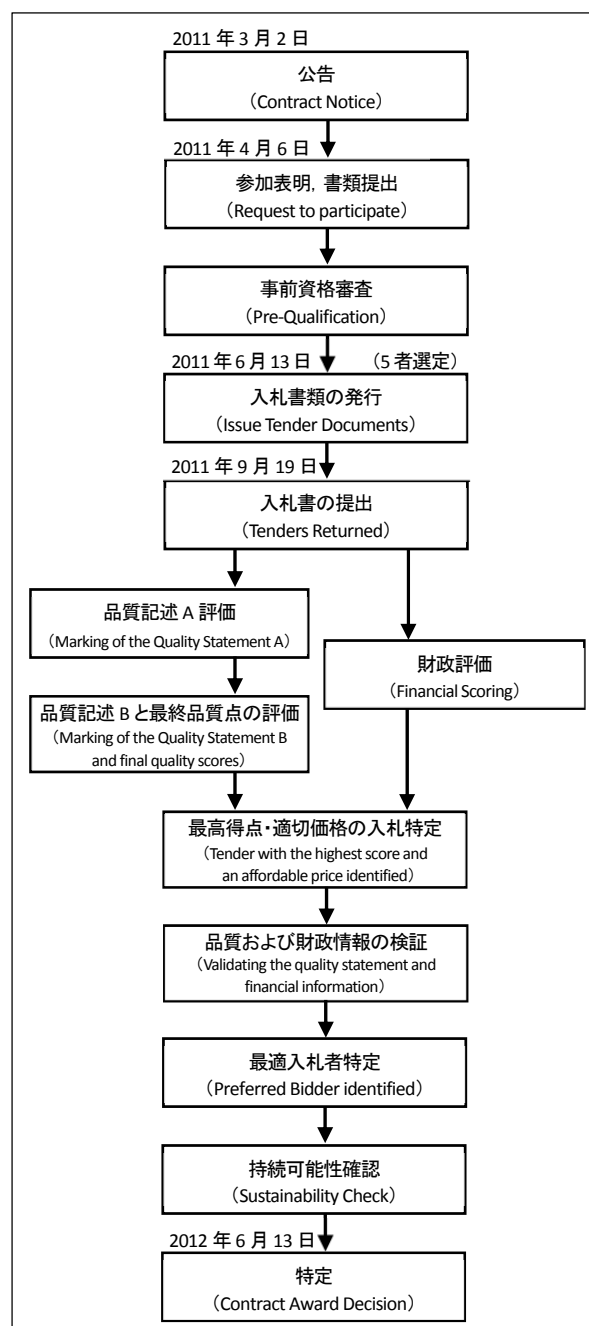 2011 年 3 月 2 日
公告
（Contract Notice）
2011 年 4 月 6 日
参加表明，書類提出
（Request to participate）
事前資格審査
（Pre-Qualification）
2011 年 6 月 13 日 （5 者選定）
入札書類の発行
（Issue Tender Documents）
2011 年 9 月 19 日
入札書の提出
（Tenders Returned）
品質記述 A 評価
（Marking of the Quality Statement A）
財政評価
（Financial Scoring）
品質記述 B と最終品質点の評価
（Marking of the Quality Statement B
and final quality scores）
最高得点・適切価格の入札特定
（Tender with the highest score and
an affordable price identified）
品質および財政情報の検証
（Validating the quality statement and
financial information）
最適入札者特定
（Preferred Bidder identified）
持続可能性確認
（Sustainability Check）
2012 年 6 月 13 日
特定
（Contract Award Decision）